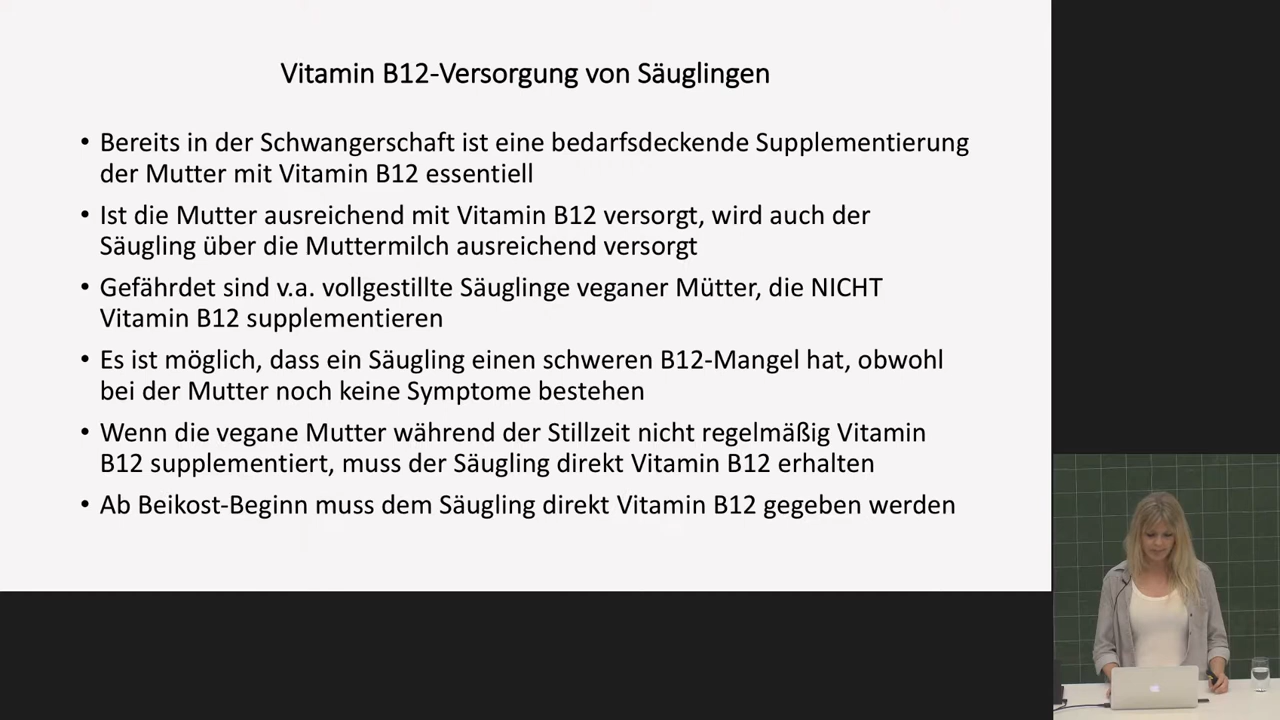 Vitamin B12-Versorgung von Säuglingen
• Bereits in der Schwangerschaft ist eine bedarfsdeckende Supplementierung
der Mutter mit Vitamin B12 essentiell
• Ist die Mutter ausreichend mit Vitamin B12 versorgt, wird auch der
Säugling über die Muttermilch ausreichend versorgt
• Gefährdet sind v.a. vollgestillte Säuglinge veganer Mütter, die NICHT
Vitamin B12 supplementieren
• Es ist möglich, dass ein Säugling einen schweren B12-Mangel hat, obwohl
bei der Mutter noch keine Symptome bestehen
• Wenn die vegane Mutter während der Stillzeit nicht regelmäßig Vitamin
B12 supplementiert, muss der Säugling direkt Vitamin B12 erhalten
• Ab Beikost-Beginn muss dem Säugling direkt Vitamin B12 gegeben werden